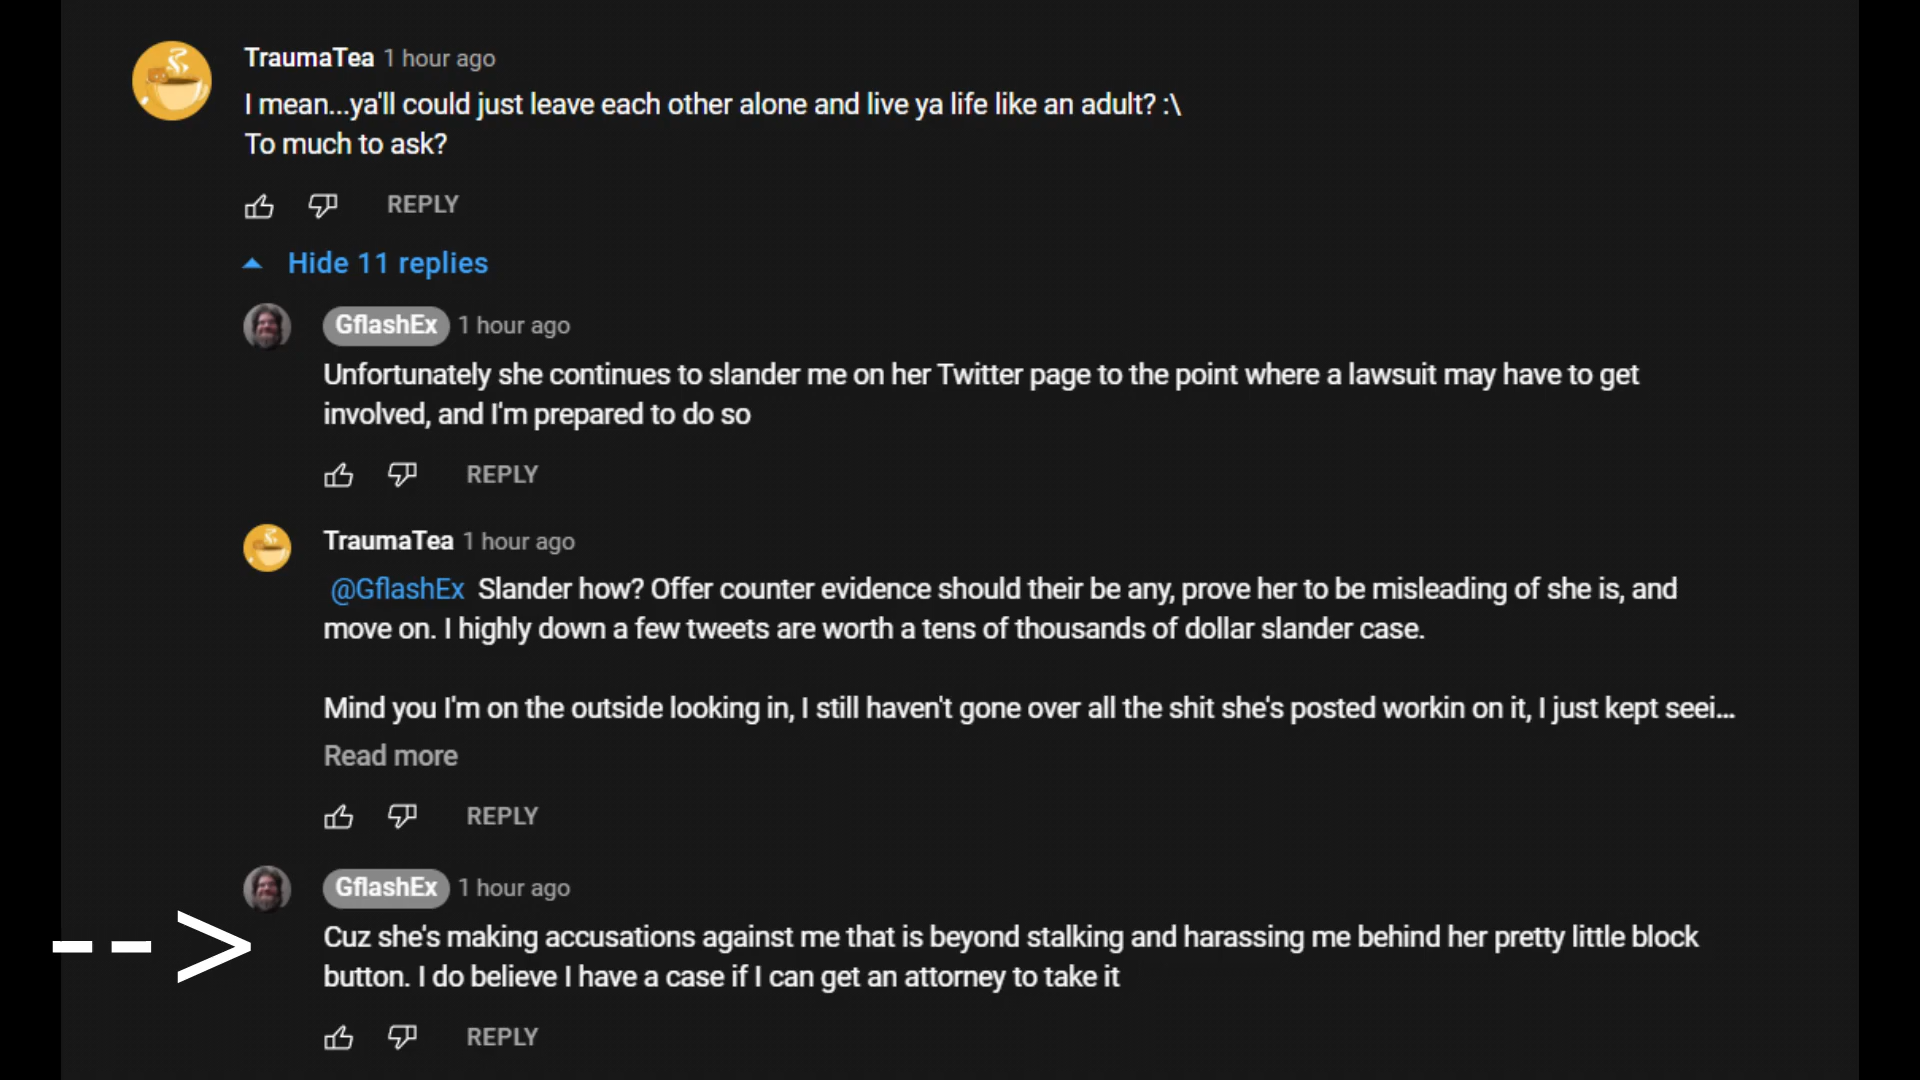 TraumaTea 1 hour ago
I mean...ya'll could just leave each other alone and live ya life like an adult? :\
To much to ask?
REPLY
Hide 11 replies
GflashEx 1 hour ago
Unfortunately she continues to slander me on her Twitter page to the point where a lawsuit may have to get
involved, and I'm prepared to do so
REPLY
TraumaTea 1 hour ago
@GflashEx Slander how? Offer counter evidence should their be any, prove her to be misleading of she is, and
move on. I highly down a few tweets are worth a tens of thousands of dollar slander case.
Mind you I'm on the outside looking in, I still haven't gone over all the shit she's posted workin on it, I just kept seei...
Read more
REPLY
GflashEx 1 hour ago
-->
Cuz she's making accusations against me that is beyond stalking and harassing me behind her pretty little block
button. I do believe I have a case if I can get an attorney to take it
REPLY